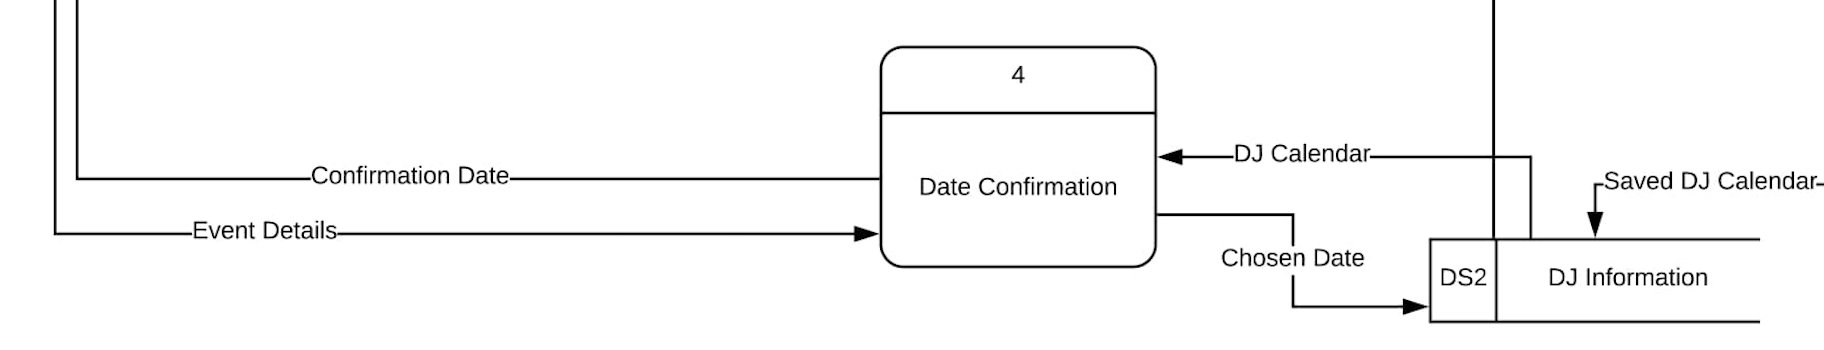 4
DJ Calendar
Confirmation Date
Date Confirmation
Saved DJ Calendar
Event Details
Chosen Date
DS2
DJ Information